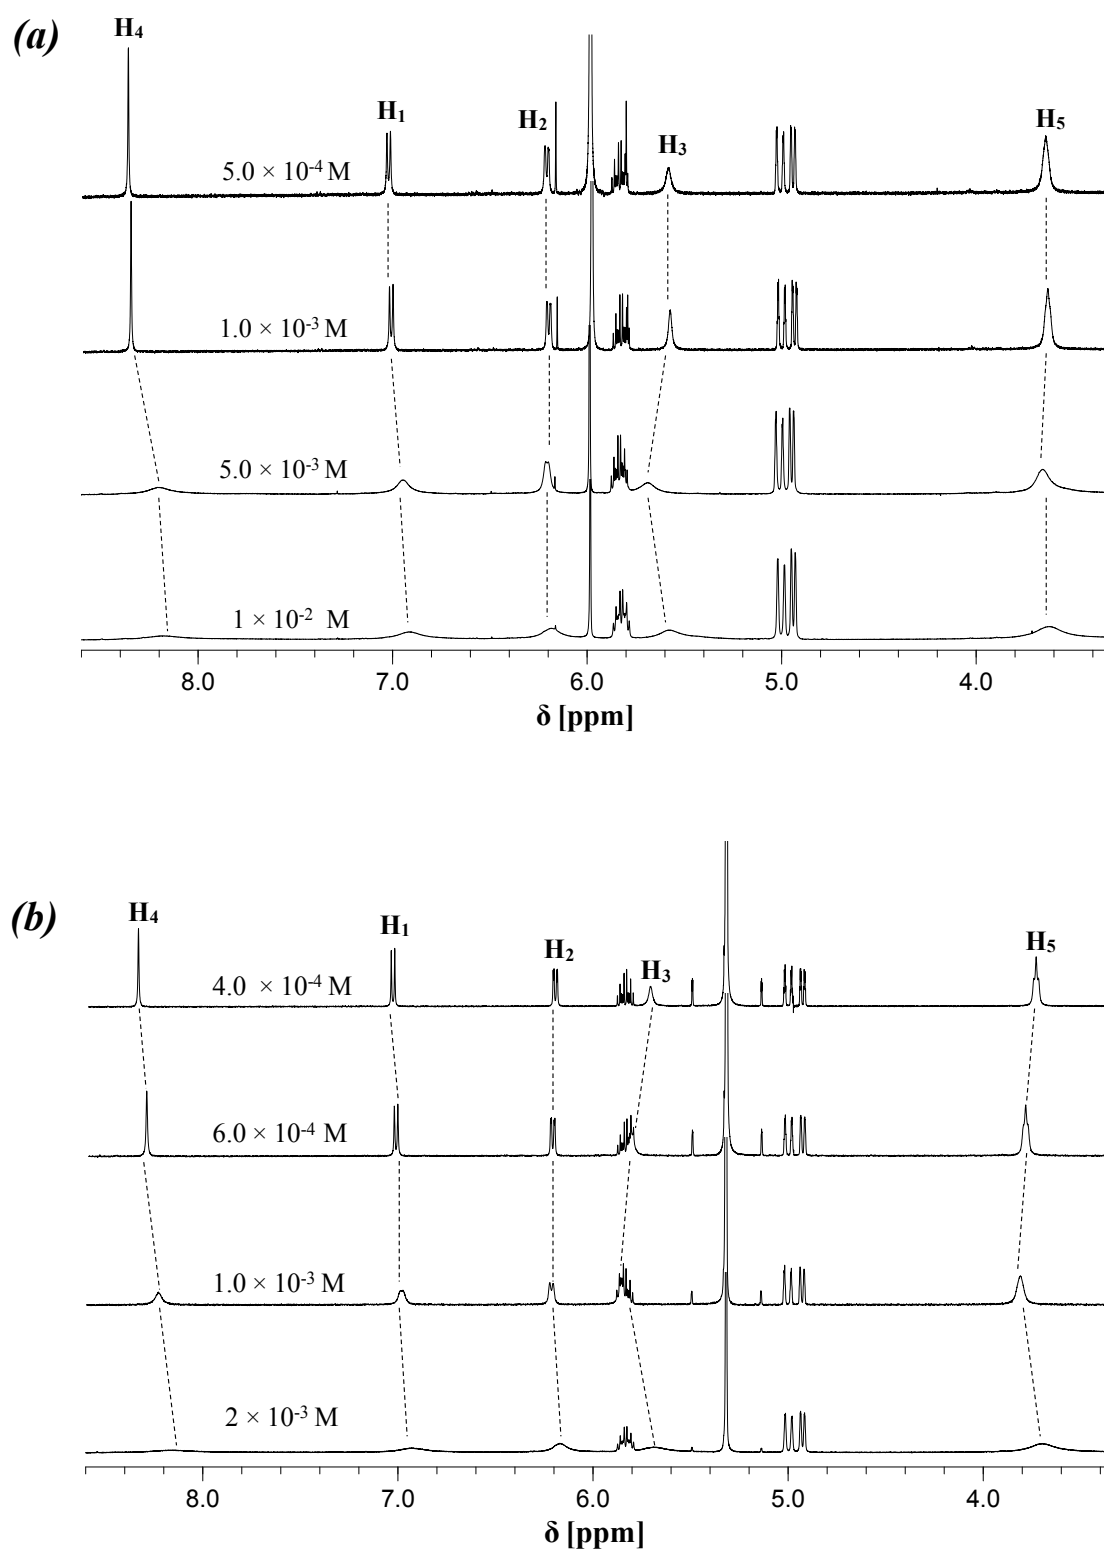 (a)
H₄ H₁ H₂ H₃ H₅
5.0 × 10⁻⁴ M
1.0 × 10⁻³ M
5.0 × 10⁻³ M
1 × 10⁻² M
8.0 7.0 6.0 5.0 4.0
δ [ppm]
(b)
H₄ H₁ H₂ H₃ H₅
4.0 × 10⁻⁴ M
6.0 × 10⁻⁴ M
1.0 × 10⁻³ M
2 × 10⁻³ M
8.0 7.0 6.0 5.0 4.0
δ [ppm]